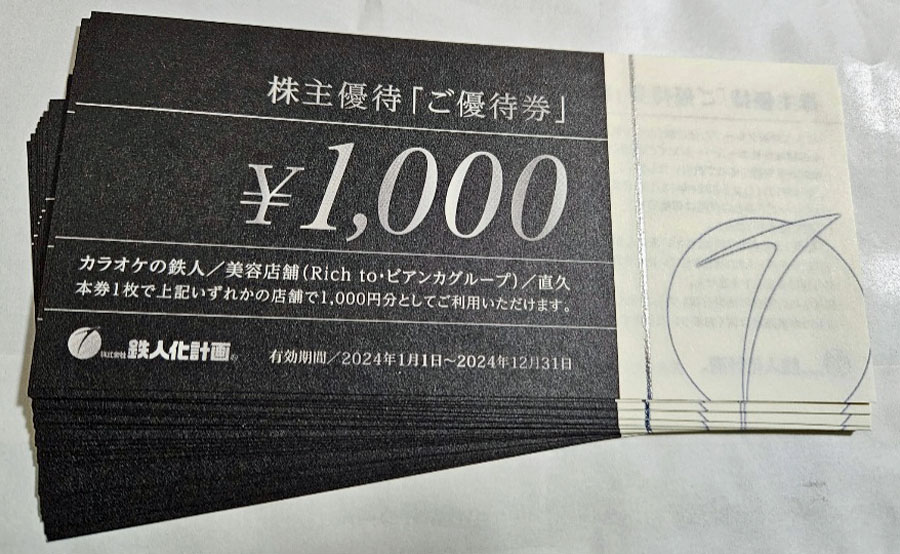 株主優待「ご優待券」
¥1,000
カラオケの鉄人／美容店舗（Rich to・ビアンカグループ）／直久
本券1枚で上記いずれかの店舗で1,000円分としてご利用いただけます。
株式会社 鉄人化計画
有効期間／2024年1月1日～2024年12月31日